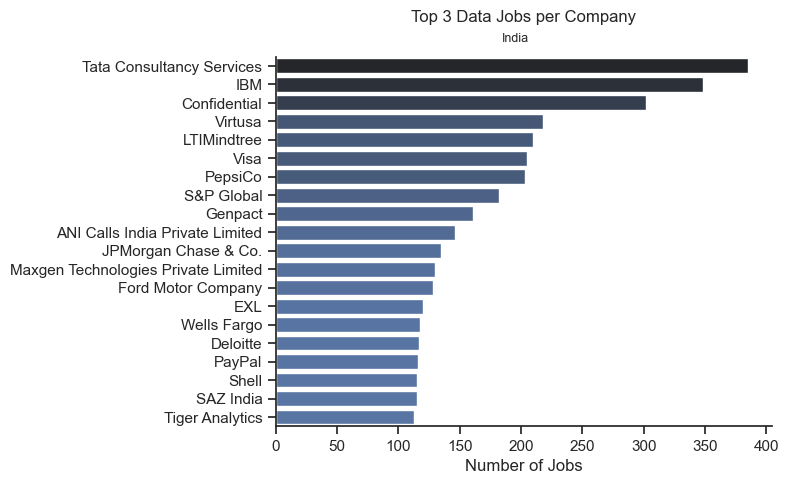 Top 3 Data Jobs per Company
India
Tata Consultancy Services
IBM
Confidential
Virtusa
LTIMindtree
Visa
PepsiCo
S&P Global
Genpact
ANI Calls India Private Limited
JPMorgan Chase & Co.
Maxgen Technologies Private Limited
Ford Motor Company
EXL
Wells Fargo
Deloitte
PayPal
Shell
SAZ India
Tiger Analytics
0 50 100 150 200 250 300 350 400
Number of Jobs